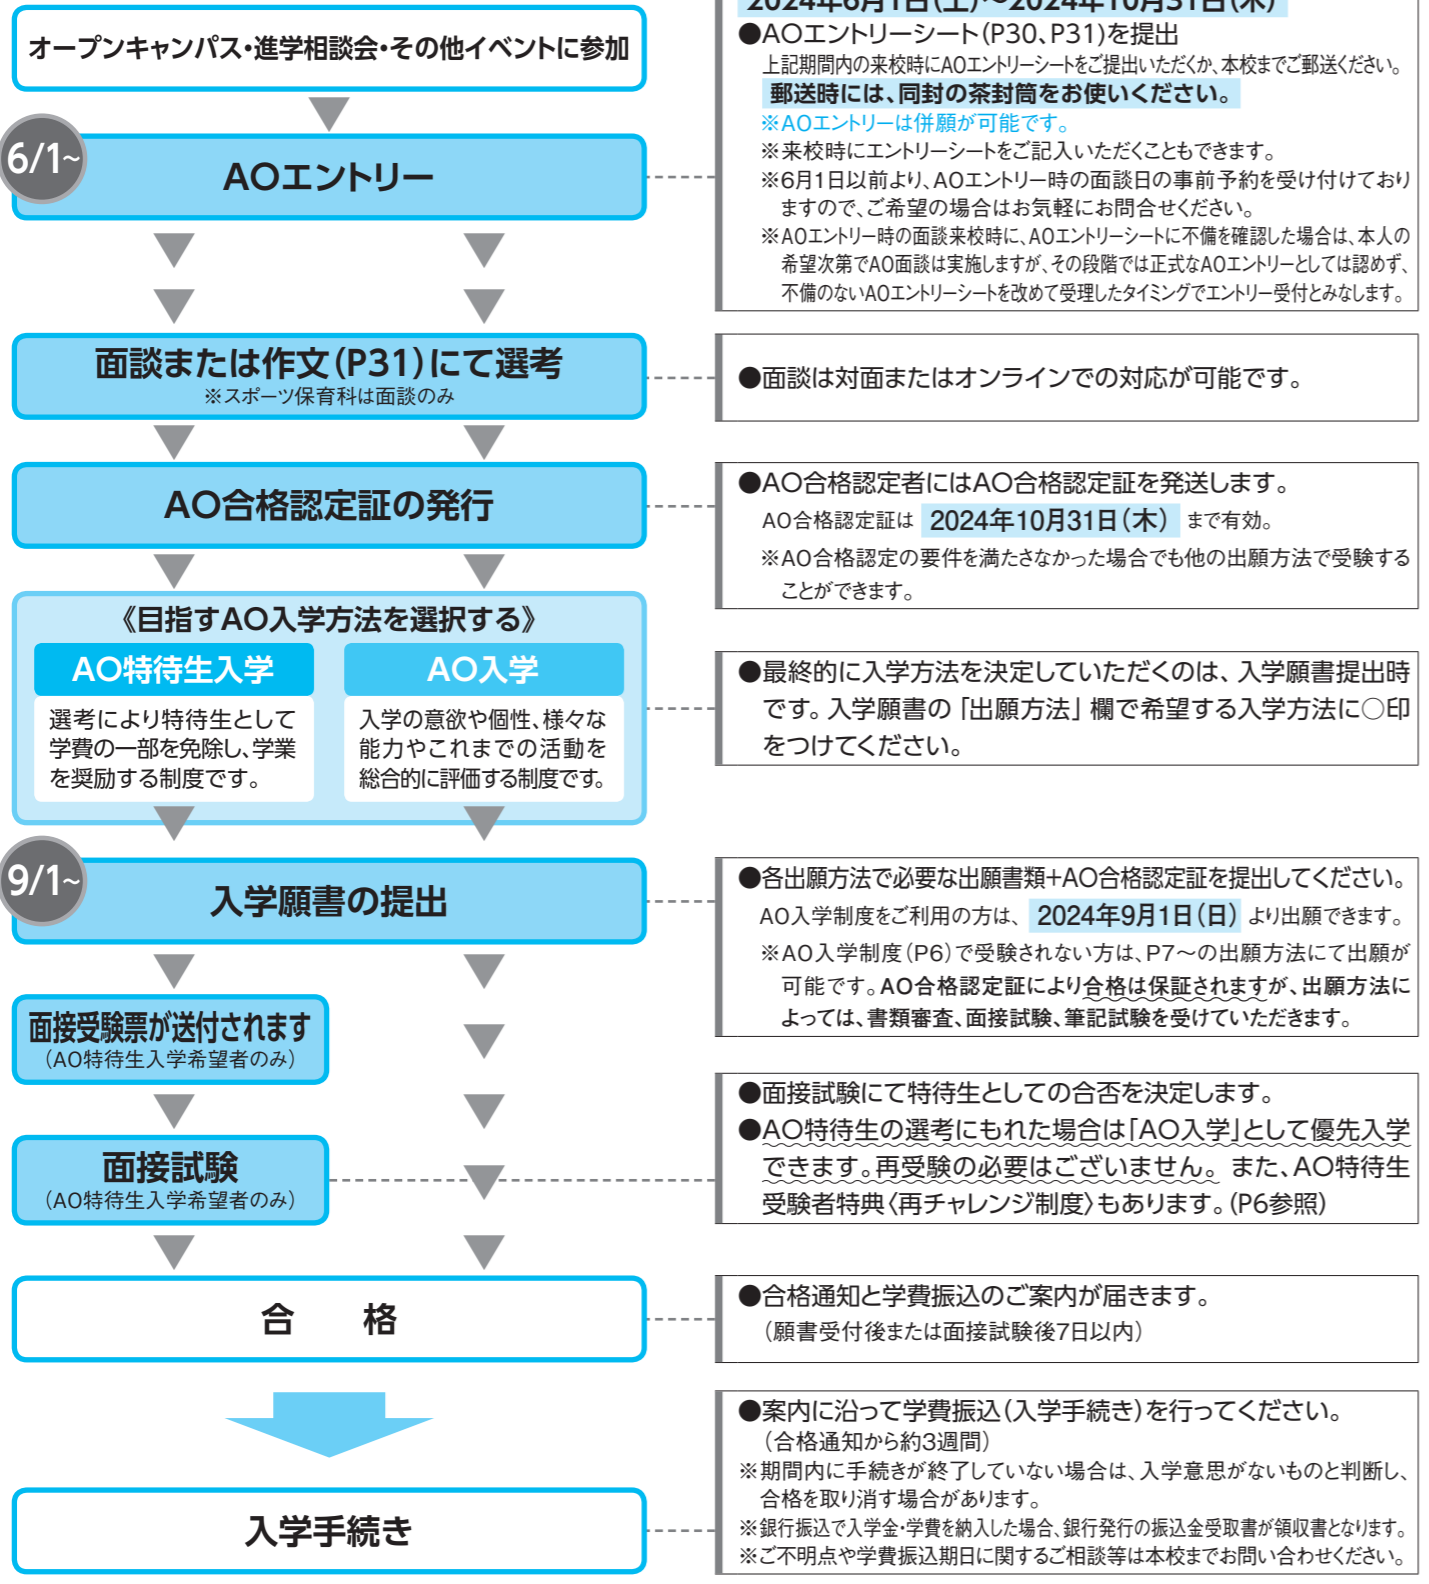 オープンキャンパス・進学相談会・その他イベントに参加
2024年6月1日(土)～2024年10月31日(木)
●AOエントリーシート(P30、P31)を提出
上記期間内の来校時にAOエントリーシートをご提出いただくか、本校までご郵送ください。
郵送時には、同封の茶封筒をお使いください。
※AOエントリーは併願が可能です。
※来校時にエントリーシートをご記入いただくこともできます。
※6月1日以前より、AOエントリー時の面談日の事前予約を受け付けており
ますので、ご希望の場合はお気軽にお問合せください。
※AOエントリー時の面談来校時に、AOエントリーシートに不備を確認した場合は、本人の
希望次第でAO面談は実施しますが、その段階では正式なAOエントリーとしては認めず、
不備のないAOエントリーシートを改めて受理したタイミングでエントリー受付とみなします。
6/1~
AOエントリー
面談または作文(P31)にて選考
※スポーツ保育科は面談のみ
●面談は対面またはオンラインでの対応が可能です。
AO合格認定証の発行
●AO合格認定者にはAO合格認定証を発送します。
AO合格認定証は 2024年10月31日(木) まで有効。
※AO合格認定の要件を満たさなかった場合でも他の出願方法で受験する
ことができます。
《目指すAO入学方法を選択する》
AO特待生入学
選考により特待生として
学費の一部を免除し、学業
を奨励する制度です。
AO入学
入学の意欲や個性、様々な
能力やこれまでの活動を
総合的に評価する制度です。
●最終的に入学方法を決定していただくのは、入学願書提出時
です。入学願書の「出願方法」欄で希望する入学方法に○印
をつけてください。
9/1~
入学願書の提出
●各出願方法で必要な出願書類+AO合格認定証を提出してください。
AO入学制度をご利用の方は、 2024年9月1日(日) より出願できます。
※AO入学制度(P6)で受験されない方は、P7～の出願方法にて出願が
可能です。AO合格認定証により合格は保証されますが、出願方法に
よっては、書類審査、面接試験、筆記試験を受けていただきます。
面接受験票が送付されます
(AO特待生入学希望者のみ)
面接試験
(AO特待生入学希望者のみ)
●面接試験にて特待生としての合否を決定します。
●AO特待生の選考にもれた場合は「AO入学」として優先入学
できます。再受験の必要はございません。また、AO特待生
受験者特典〈再チャレンジ制度〉もあります。(P6参照)
合　格
●合格通知と学費振込のご案内が届きます。
(願書受付後または面接試験後7日以内)
入学手続き
●案内に沿って学費振込(入学手続き)を行ってください。
(合格通知から約3週間)
※期間内に手続きが終了していない場合は、入学意思がないものと判断し、
合格を取り消す場合があります。
※銀行振込で入学金・学費を納入した場合、銀行発行の振込金受取書が領収書となります。
※ご不明点や学費振込期日に関するご相談等は本校までお問い合わせください。